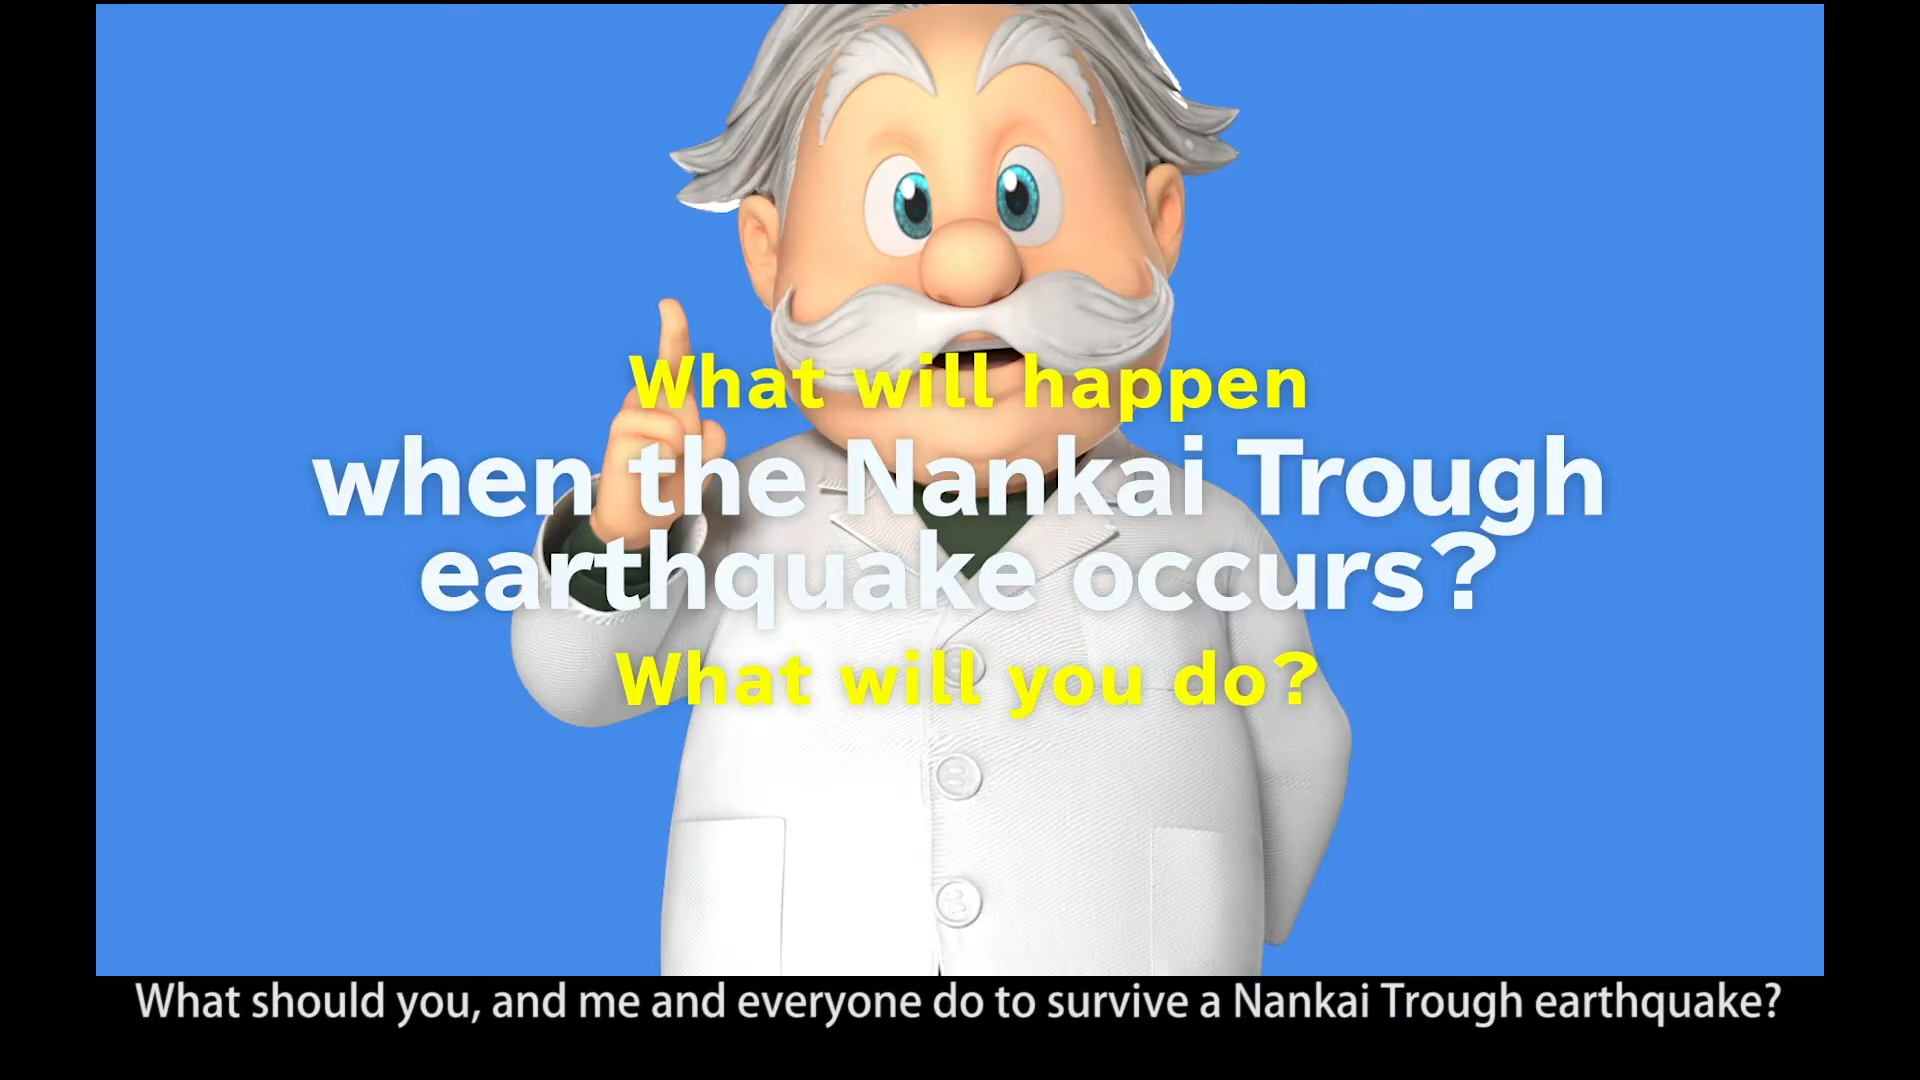 What will happen
when the Nankai Trough
earthquake occurs?
What will you do?
What should you, and me and everyone do to survive a Nankai Trough earthquake?